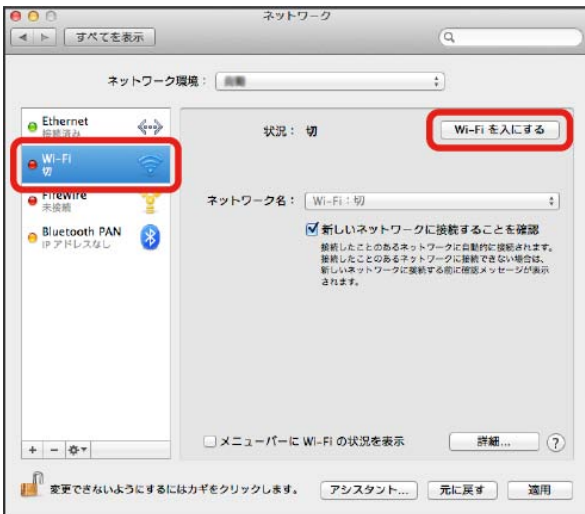 ネットワーク
すべてを表示
ネットワーク環境：
Ethernet
接続済み
Wi-Fi
切
FireWire
未接続
Bluetooth PAN
IP アドレスなし
状況： 切
Wi-Fi を入にする
ネットワーク名： Wi-Fi：切
新しいネットワークに接続することを確認
接続したことのあるネットワークに自動的に接続されます。
接続したことのあるネットワークに接続できない場合は、
新しいネットワークに接続する前に確認メッセージが表示
されます。
メニューバーに Wi-Fi の状況を表示
詳細...
?
変更できないようにするにはカギをクリックします。
アシスタント...
元に戻す
適用